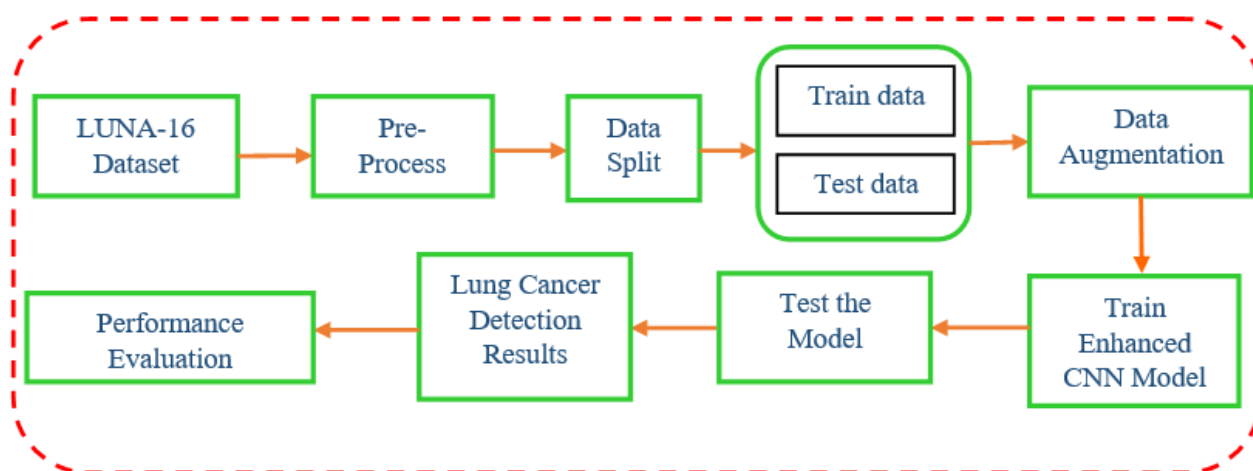 LUNA-16
Dataset
Pre-
Process
Data
Split
Train data
Test data
Data
Augmentation
Train
Enhanced
CNN Model
Test the
Model
Lung Cancer
Detection
Results
Performance
Evaluation